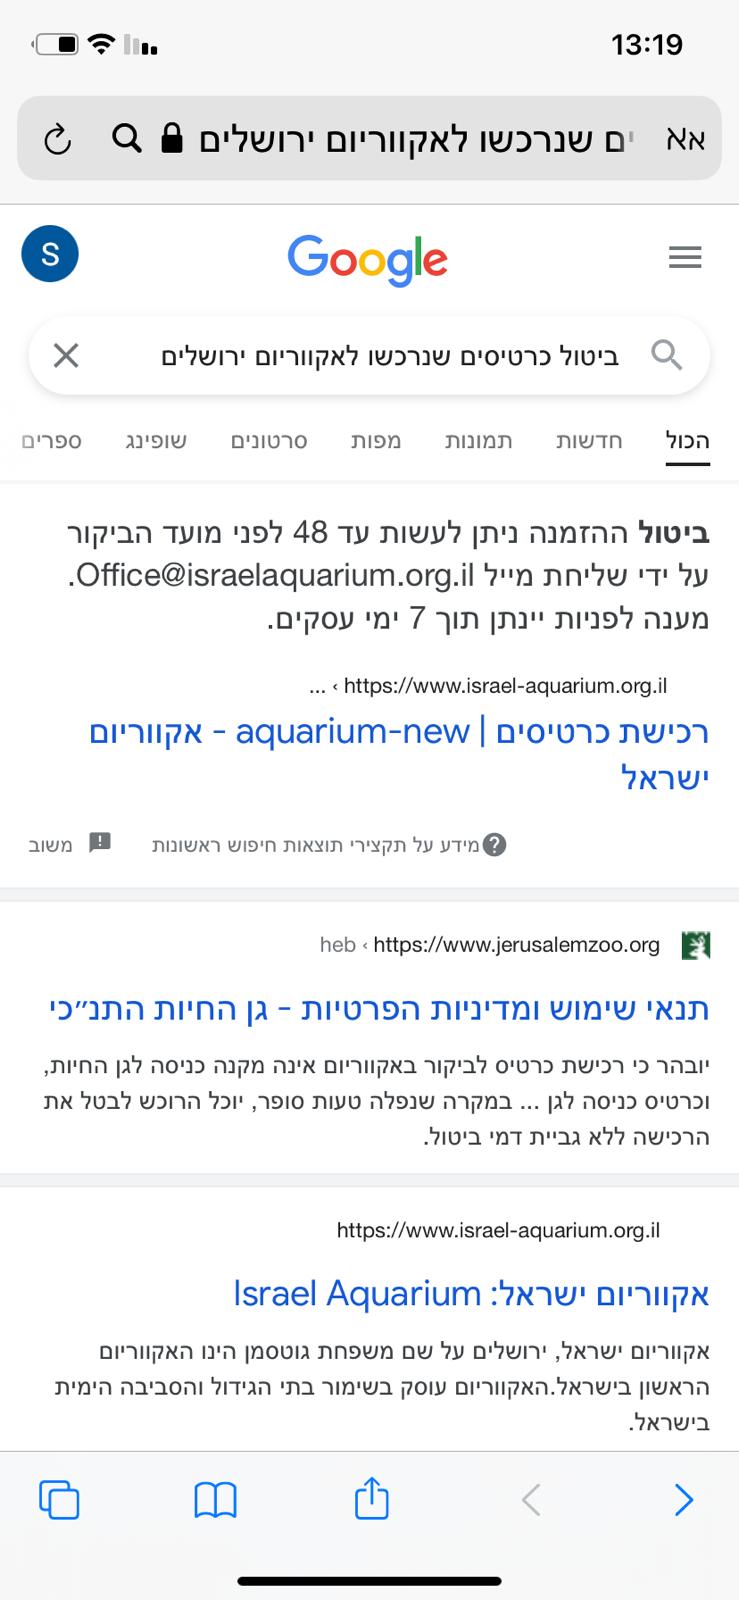 13:19
אא ים שנרכשו לאקווריום ירושלים
S
Google
ביטול כרטיסים שנרכשו לאקווריום ירושלים
הכול חדשות תמונות מפות סרטונים שופינג ספרים
ביטול ההזמנה ניתן לעשות עד 48 לפני מועד הביקור
על ידי שליחת מייל Office@israelaquarium.org.il.
מענה לפניות יינתן תוך 7 ימי עסקים.
https://www.israel-aquarium.org.il › ...
רכישת כרטיסים | aquarium-new - אקווריום
ישראל
מידע על תקצירי תוצאות חיפוש ראשונות משוב
https://www.jerusalemzoo.org › heb
תנאי שימוש ומדיניות הפרטיות - גן החיות התנ״כי
יובהר כי רכישת כרטיס לביקור באקווריום אינה מקנה כניסה לגן החיות,
וכרטיס כניסה לגן ... במקרה שנפלה טעות סופר, יוכל הרוכש לבטל את
הרכישה ללא גביית דמי ביטול.
https://www.israel-aquarium.org.il
אקווריום ישראל: Israel Aquarium
אקווריום ישראל, ירושלים על שם משפחת גוטסמן הינו האקווריום
הראשון בישראל.האקווריום עוסק בשימור בתי הגידול והסביבה הימית
בישראל.